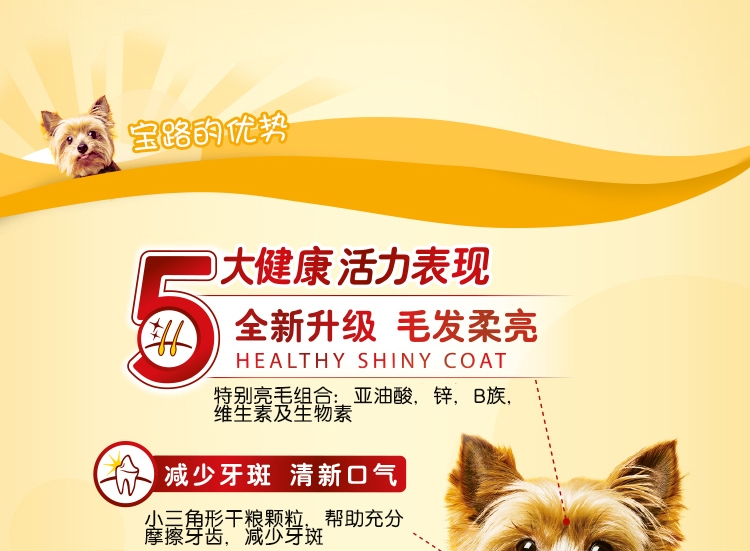 宝路的优势
5大健康 活力表现
全新升级 毛发柔亮
HEALTHY SHINY COAT
特别亮毛组合：亚油酸，锌，B族，
维生素及生物素
减少牙斑 清新口气
小三角形干粮颗粒，帮助充分
摩擦牙齿，减少牙斑